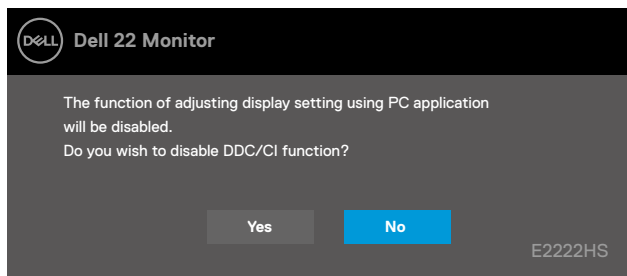 DELL Dell 22 Monitor
The function of adjusting display setting using PC application
will be disabled.
Do you wish to disable DDC/CI function?
Yes No
E2222HS